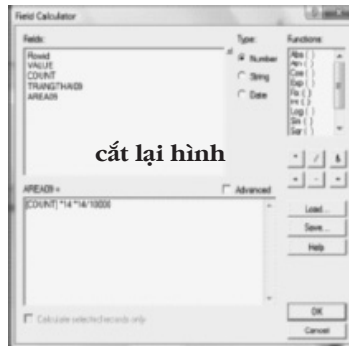 Field Calculator
Fields:
Type:
Functions:
Rowid
VALUE
COUNT
TRANGTHAI09
AREA09
Number
String
Date
Abs ( )
Atn ( )
Cos ( )
Exp ( )
Fix ( )
Int ( )
Log ( )
Sin ( )
Sqr ( )
cắt lại hình
* / &
+ - =
AREA09 =
Advanced
[COUNT] *14 *14/10000
Load...
Save...
Help
Calculate selected records only
OK
Cancel